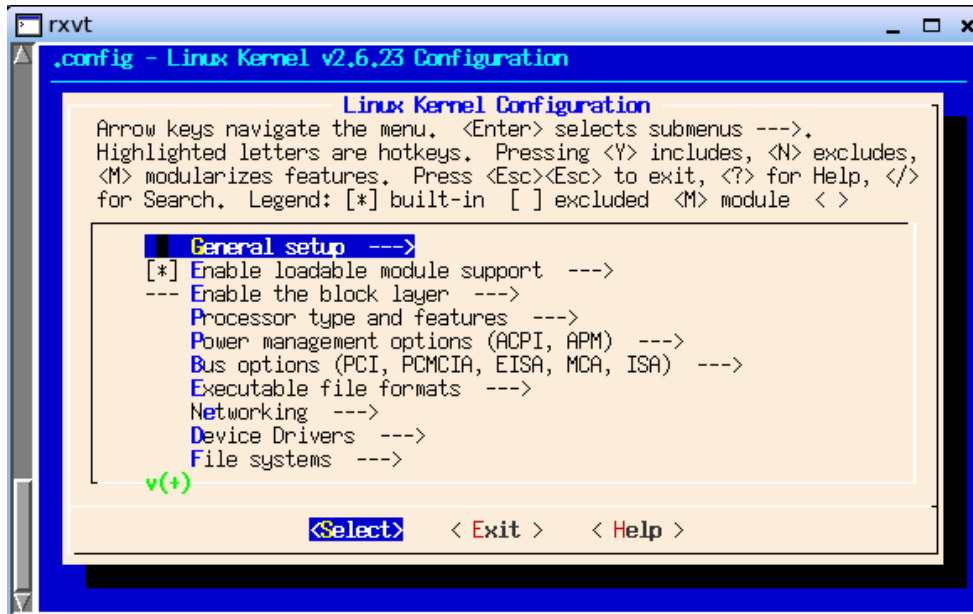 rxvt
.config - Linux Kernel v2.6.23 Configuration
Linux Kernel Configuration
Arrow keys navigate the menu.  <Enter> selects submenus --->.
Highlighted letters are hotkeys.  Pressing <Y> includes, <N> excludes,
<M> modularizes features.  Press <Esc><Esc> to exit, <?> for Help, </>
for Search.  Legend: [*] built-in  [ ] excluded  <M> module  < >
General setup  --->
[*] Enable loadable module support  --->
--- Enable the block layer  --->
Processor type and features  --->
Power management options (ACPI, APM)  --->
Bus options (PCI, PCMCIA, EISA, MCA, ISA)  --->
Executable file formats  --->
Networking  --->
Device Drivers  --->
File systems  --->
v(+)
<Select>    < Exit >    < Help >